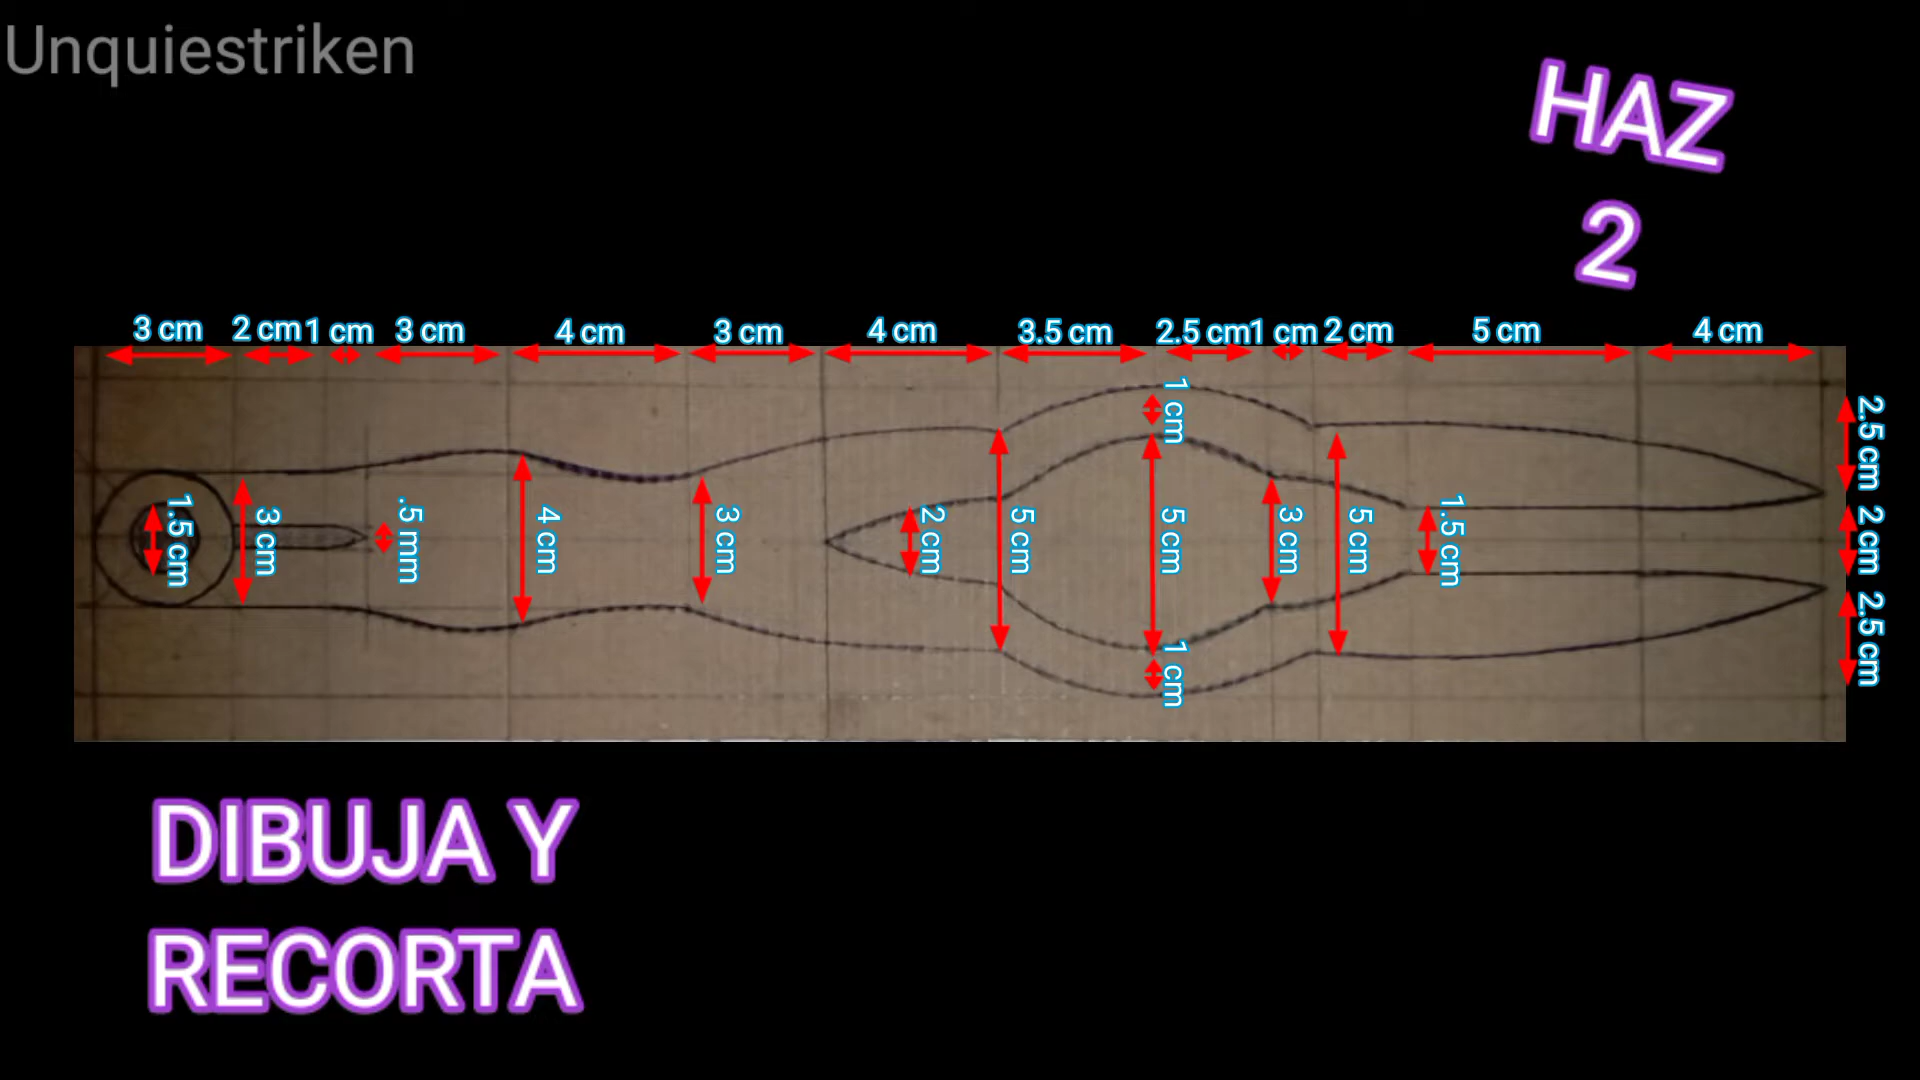 Unquiestriken
HAZ
2
3 cm 2 cm 1 cm 3 cm 4 cm 3 cm 4 cm 3.5 cm 2.5 cm 1 cm 2 cm 5 cm 4 cm
1.5 cm
3 cm
.5 mm
4 cm
3 cm
2 cm
5 cm
1 cm
5 cm
1 cm
3 cm
5 cm
1.5 cm
2.5 cm
2 cm
2.5 cm
DIBUJA Y
RECORTA